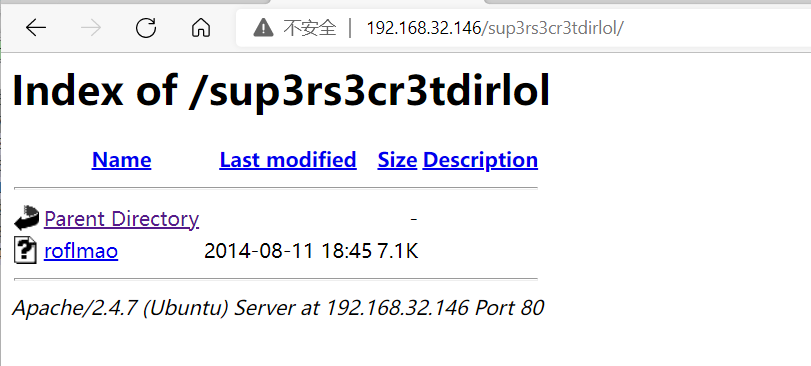 不安全 | 192.168.32.146/sup3rs3cr3tdirlol/
Index of /sup3rs3cr3tdirlol
Name Last modified Size Description
Parent Directory -
roflmao 2014-08-11 18:45 7.1K
Apache/2.4.7 (Ubuntu) Server at 192.168.32.146 Port 80